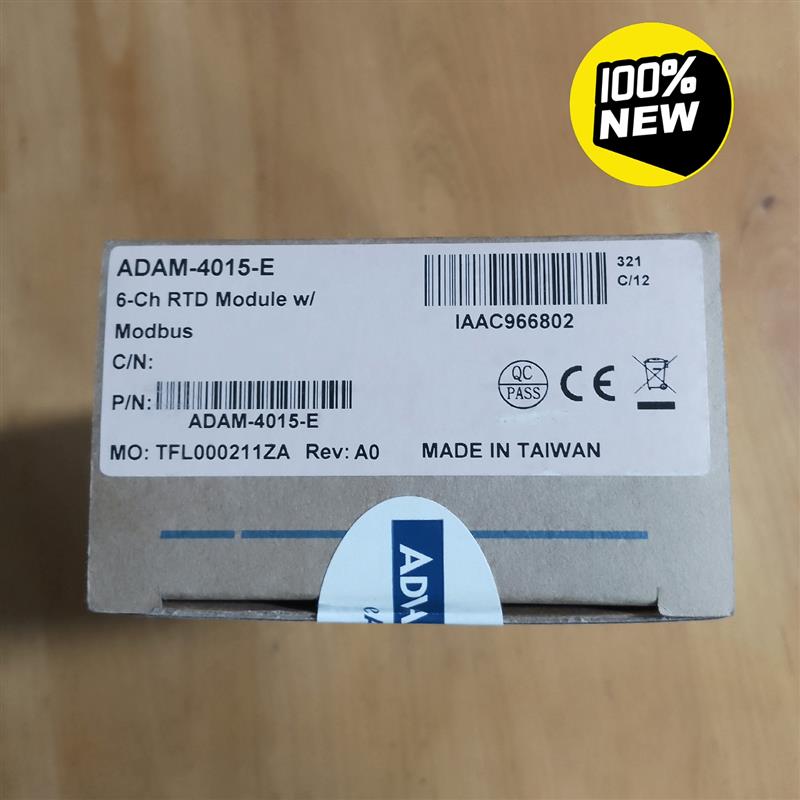 100%
NEW
ADAM-4015-E
6-Ch RTD Module w/
Modbus
C/N:
P/N:
ADAM-4015-E
MO: TFL000211ZA Rev: A0
IAAC966802
321
C/12
QC
PASS
CE
MADE IN TAIWAN
ADVA